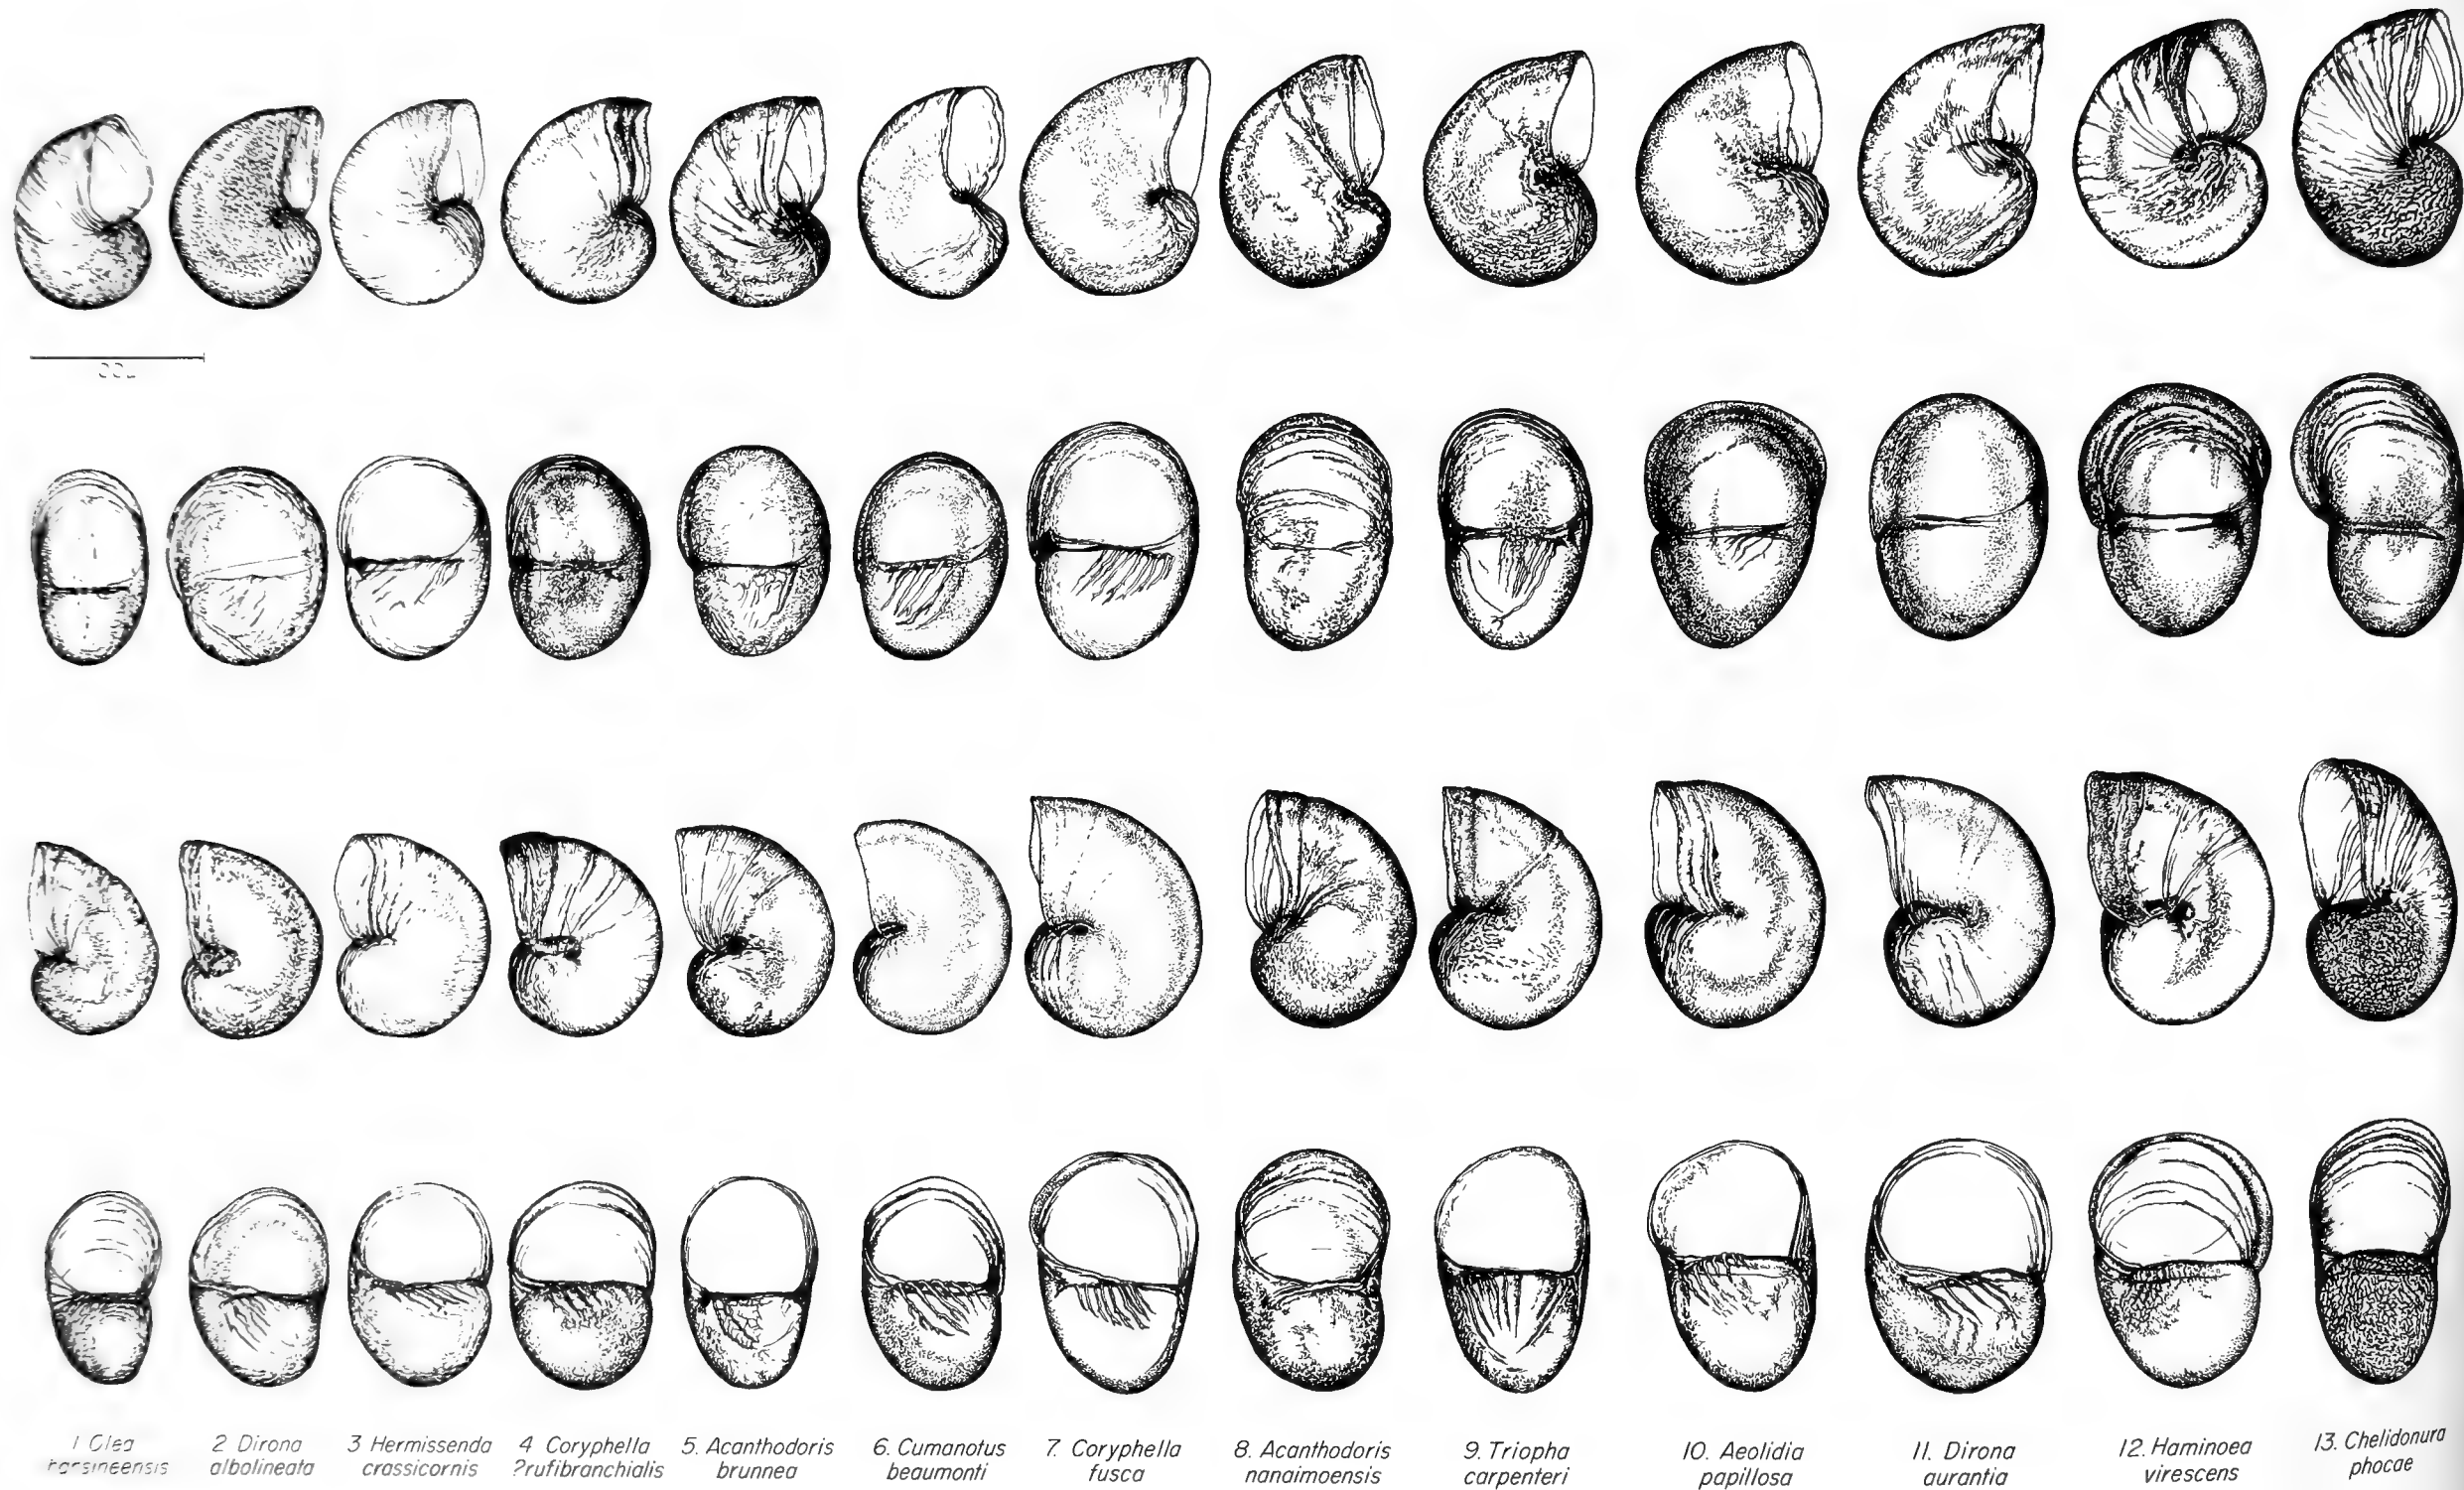 1 Olea
2 Dirona
albolineata
3 Hermissenda
crassicornis
4 Coryphella
?rufibranchialis
5. Acanthodoris
brunnea
6. Cumanotus
beaumonti
7. Coryphella
fusca
8. Acanthodoris
nanaimoensis
9. Triopha
carpenteri
10. Aeolidia
papillosa
11. Dirona
aurantia
12. Haminoea
virescens
13. Chelidonura
phocae